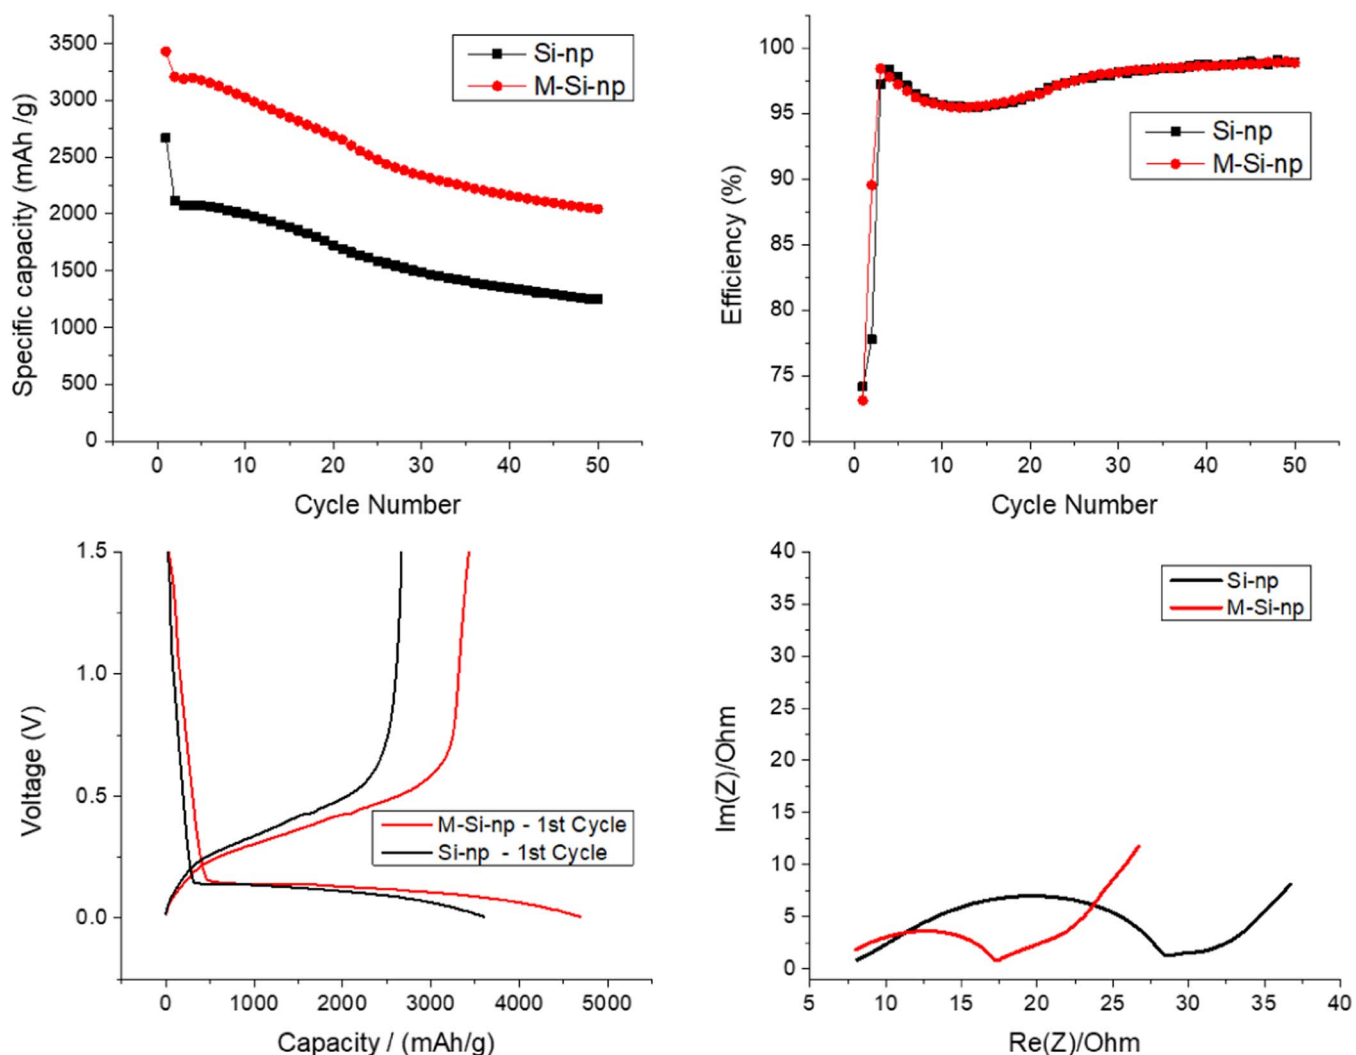 3500
3000
2500
2000
1500
1000
500
0
0 10 20 30 40 50
Specific capacity (mAh /g)
Cycle Number
Si-np
M-Si-np
100
95
90
85
80
75
70
0 10 20 30 40 50
Efficiency (%)
Cycle Number
Si-np
M-Si-np
1.5
1.0
0.5
0.0
0 1000 2000 3000 4000 5000
Voltage (V)
Capacity / (mAh/g)
M-Si-np - 1st Cycle
Si-np - 1st Cycle
40
35
30
25
20
15
10
5
0
5 10 15 20 25 30 35 40
Im(Z)/Ohm
Re(Z)/Ohm
Si-np
M-Si-np